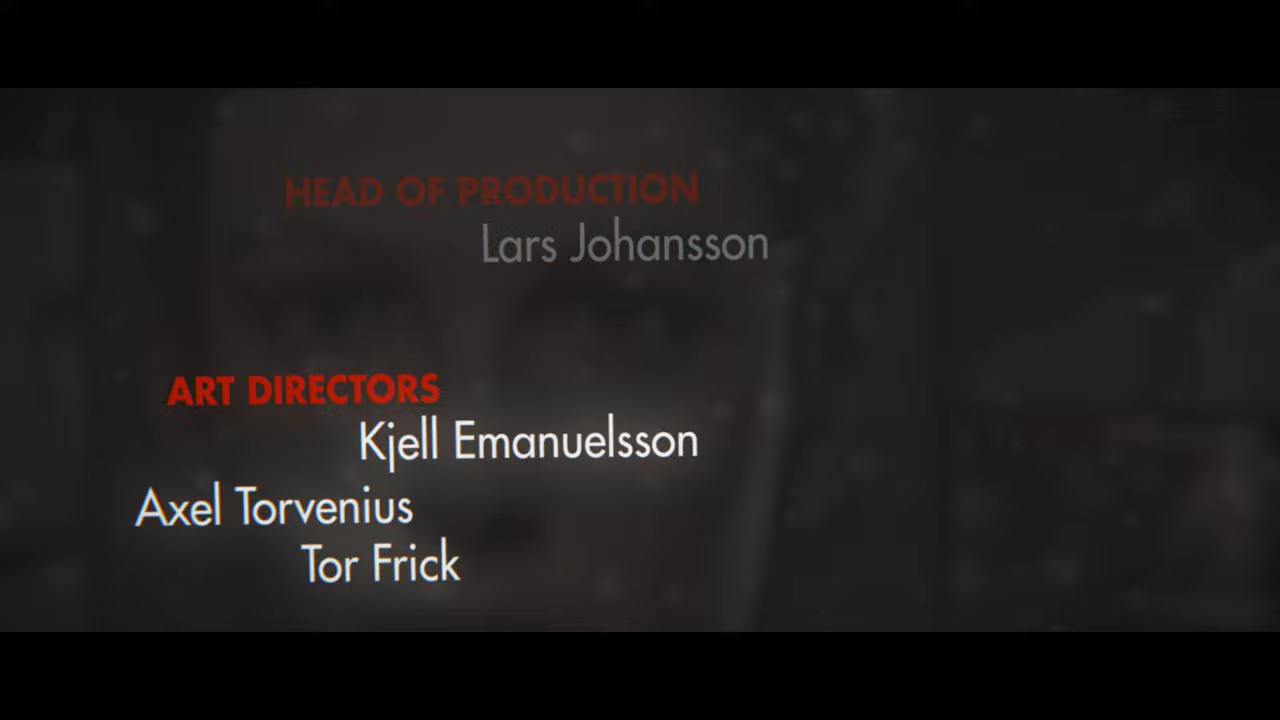 HEAD OF PRODUCTION
Lars Johansson
ART DIRECTORS
Kjell Emanuelsson
Axel Torvenius
Tor Frick